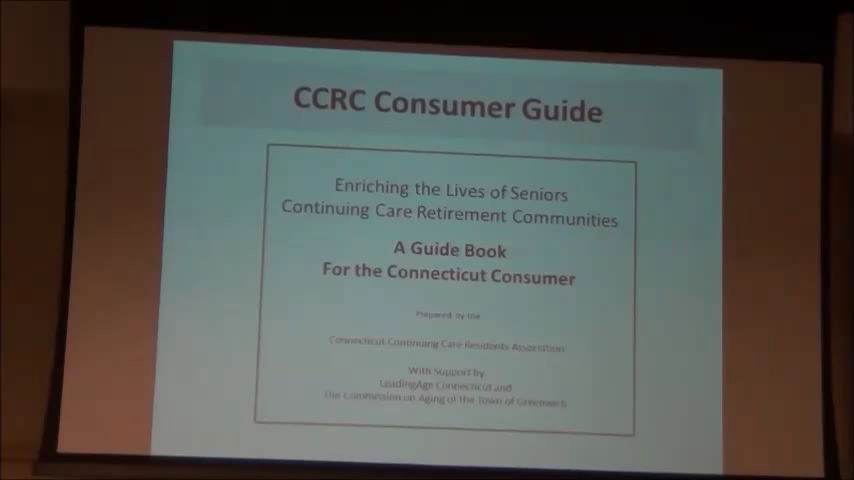 CCRC Consumer Guide
Enriching the Lives of Seniors
Continuing Care Retirement Communities
A Guide Book
For the Connecticut Consumer
Prepared by the
Connecticut Continuing Care Residents Association
With Support by
LeadingAge Connecticut and
The Commission on Aging of the Town of Greenwich